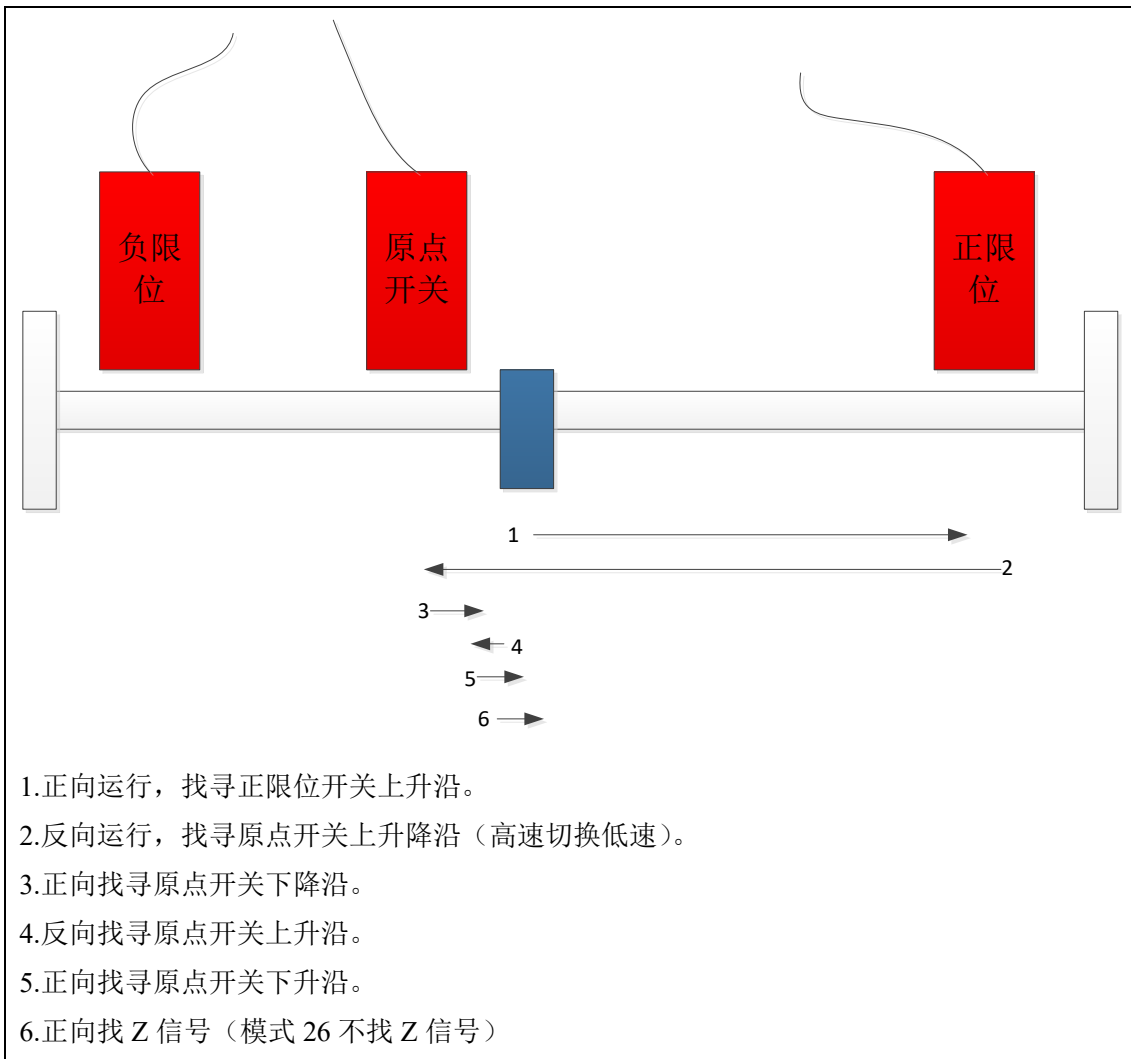 负限
位
原点
开关
正限
位
1
2
3
4
5
6
1.正向运行，找寻正限位开关上升沿。
2.反向运行，找寻原点开关上升降沿（高速切换低速）。
3.正向找寻原点开关下降沿。
4.反向找寻原点开关上升沿。
5.正向找寻原点开关下升沿。
6.正向找 Z 信号（模式 26 不找 Z 信号）